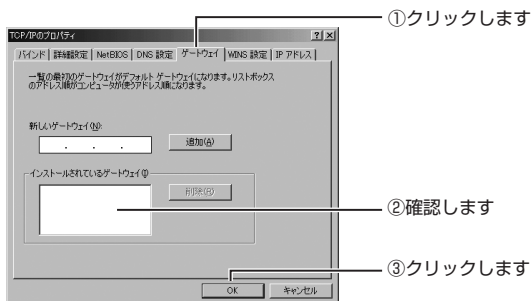 ①クリックします
TCP/IPのプロパティ
バインド 詳細設定 NetBIOS DNS 設定 ゲートウェイ WINS 設定 IP アドレス
一覧の最初のゲートウェイがデフォルト ゲートウェイになります。リストボックス
のアドレス順がコンピュータが使うアドレス順になります。
新しいゲートウェイ(N):
. . .
追加(A)
インストールされているゲートウェイ(I)
削除(R)
②確認します
③クリックします
OK キャンセル